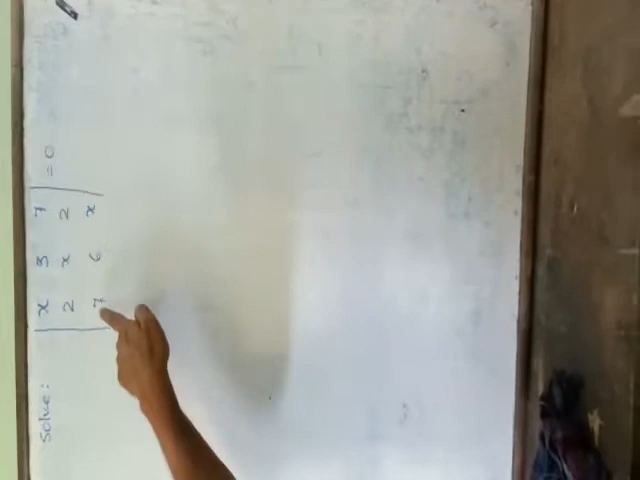 Solve: | x 3 7 |
| 2 x 2 | = 0
| 7 6 x |